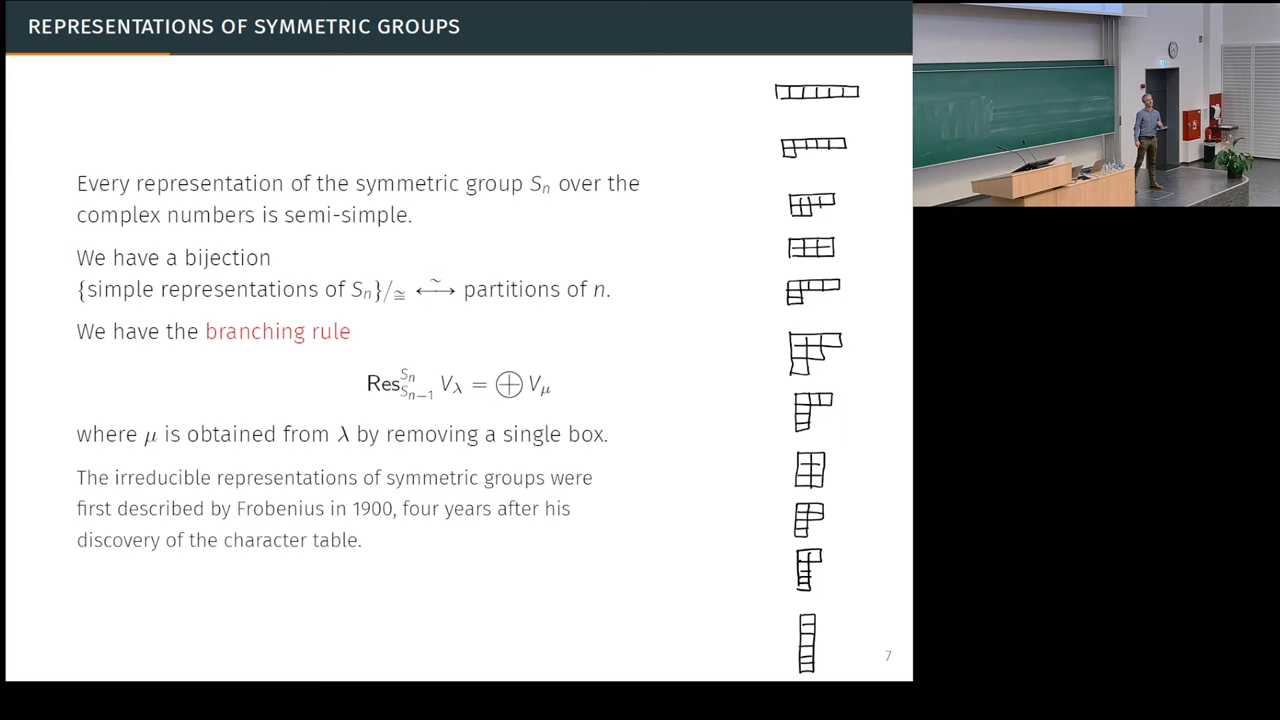 REPRESENTATIONS OF SYMMETRIC GROUPS
Every representation of the symmetric group Sₙ over the
complex numbers is semi-simple.
We have a bijection
{simple representations of Sₙ}/≅ ⟷̃ partitions of n.
We have the branching rule
Res^{Sₙ}_{Sₙ₋₁} V_λ = ⊕ V_μ
where μ is obtained from λ by removing a single box.
The irreducible representations of symmetric groups were
first described by Frobenius in 1900, four years after his
discovery of the character table.
7